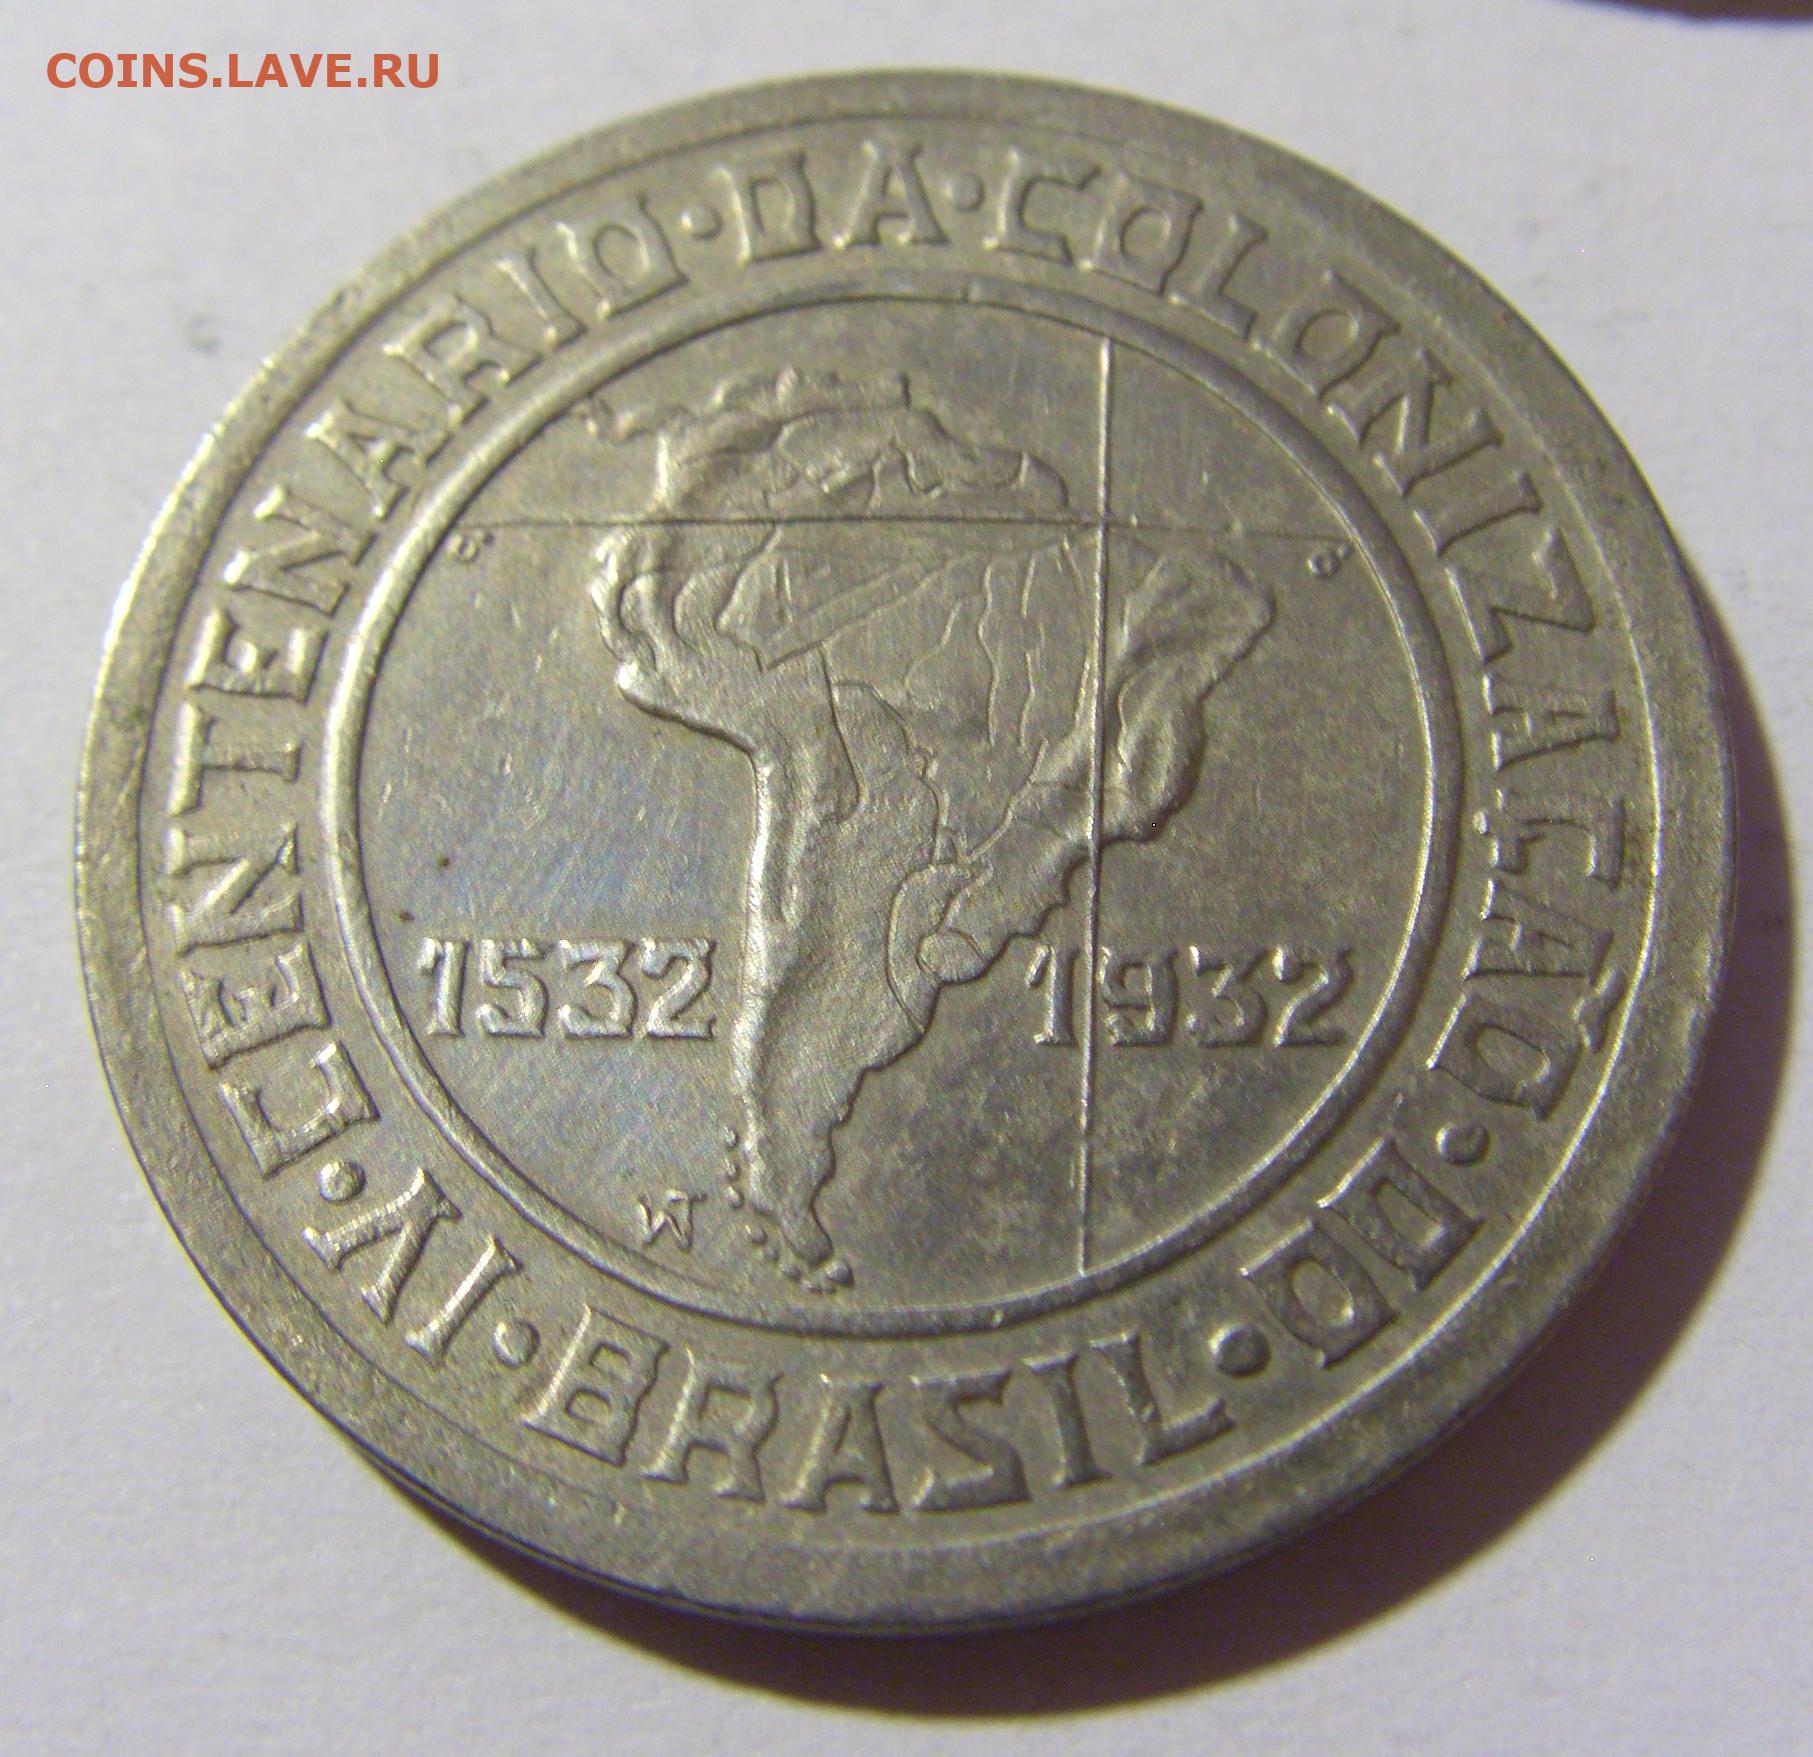 COINS.LAVE.RU
IV·CENTENARIO·DA·COLONIZAÇÃO·DO·BRASIL·
1532 1932